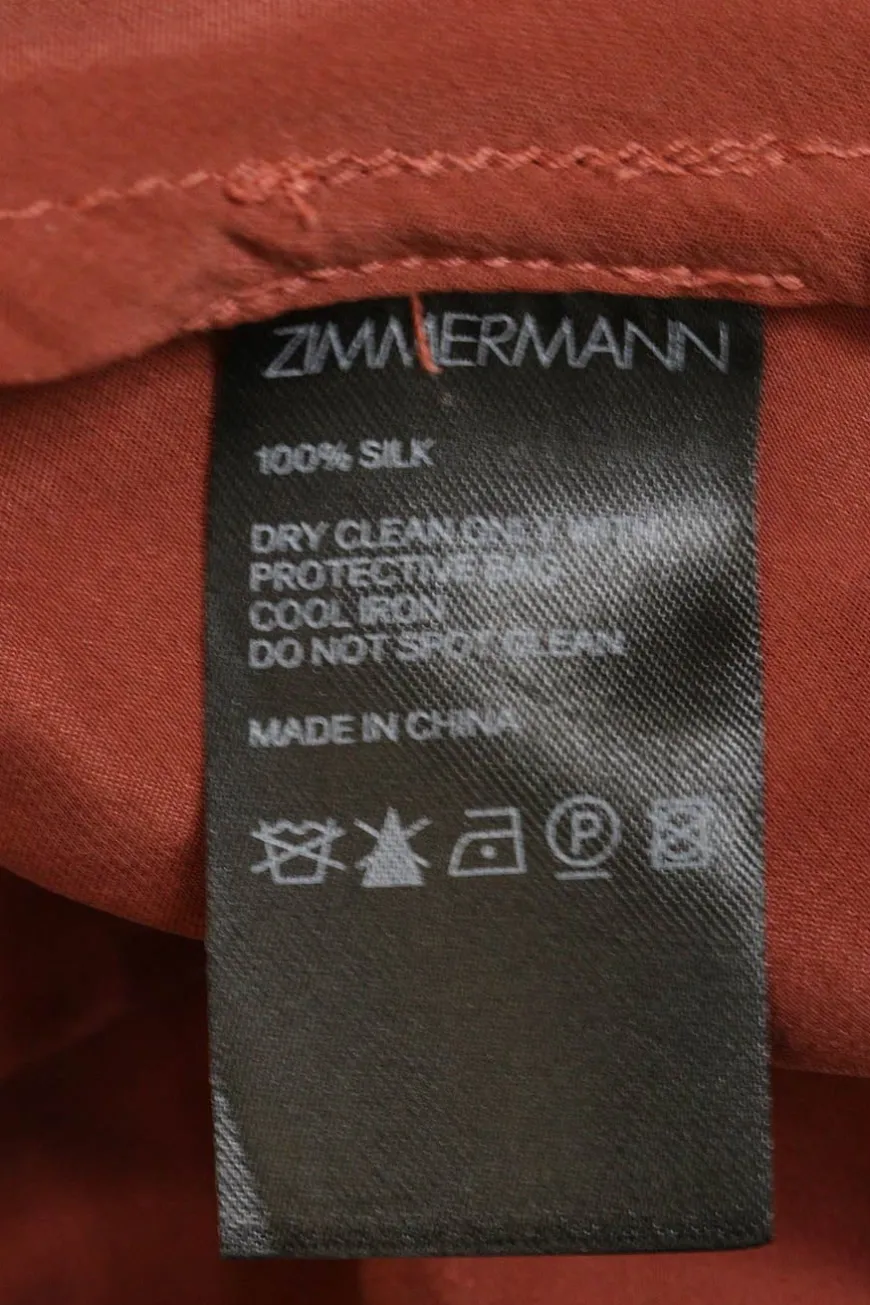 ZIMMERMANN
100% SILK
DRY CLEAN ONLY WITH
PROTECTIVE BAG
COOL IRON
DO NOT SPOT CLEAN
MADE IN CHINA
P